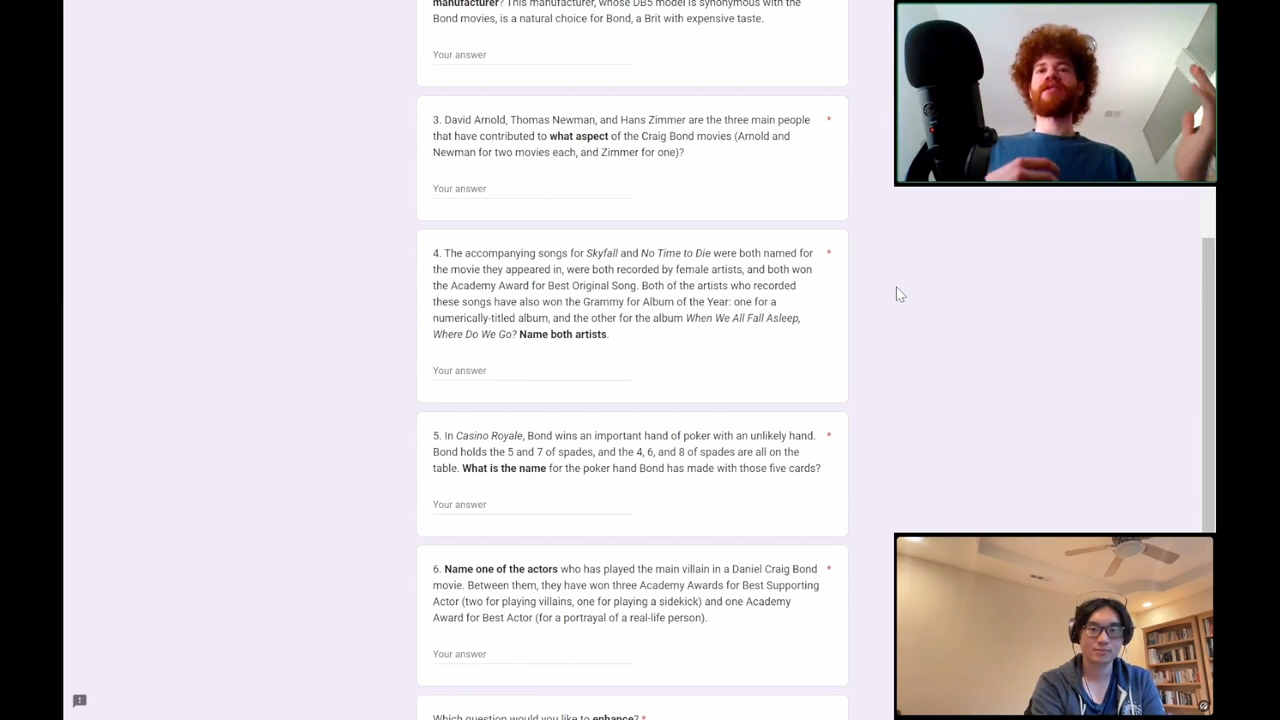 manufacturer? This manufacturer, whose DB5 model is synonymous with the
Bond movies, is a natural choice for Bond, a Brit with expensive taste.
Your answer
3. David Arnold, Thomas Newman, and Hans Zimmer are the three main people *
that have contributed to what aspect of the Craig Bond movies (Arnold and
Newman for two movies each, and Zimmer for one)?
Your answer
4. The accompanying songs for Skyfall and No Time to Die were both named for *
the movie they appeared in, were both recorded by female artists, and both won
the Academy Award for Best Original Song. Both of the artists who recorded
these songs have also won the Grammy for Album of the Year: one for a
numerically-titled album, and the other for the album When We All Fall Asleep,
Where Do We Go? Name both artists.
Your answer
5. In Casino Royale, Bond wins an important hand of poker with an unlikely hand. *
Bond holds the 5 and 7 of spades, and the 4, 6, and 8 of spades are all on the
table. What is the name for the poker hand Bond has made with those five cards?
Your answer
6. Name one of the actors who has played the main villain in a Daniel Craig Bond *
movie. Between them, they have won three Academy Awards for Best Supporting
Actor (two for playing villains, one for playing a sidekick) and one Academy
Award for Best Actor (for a portrayal of a real-life person).
Your answer
Which question would you like to enhance? *